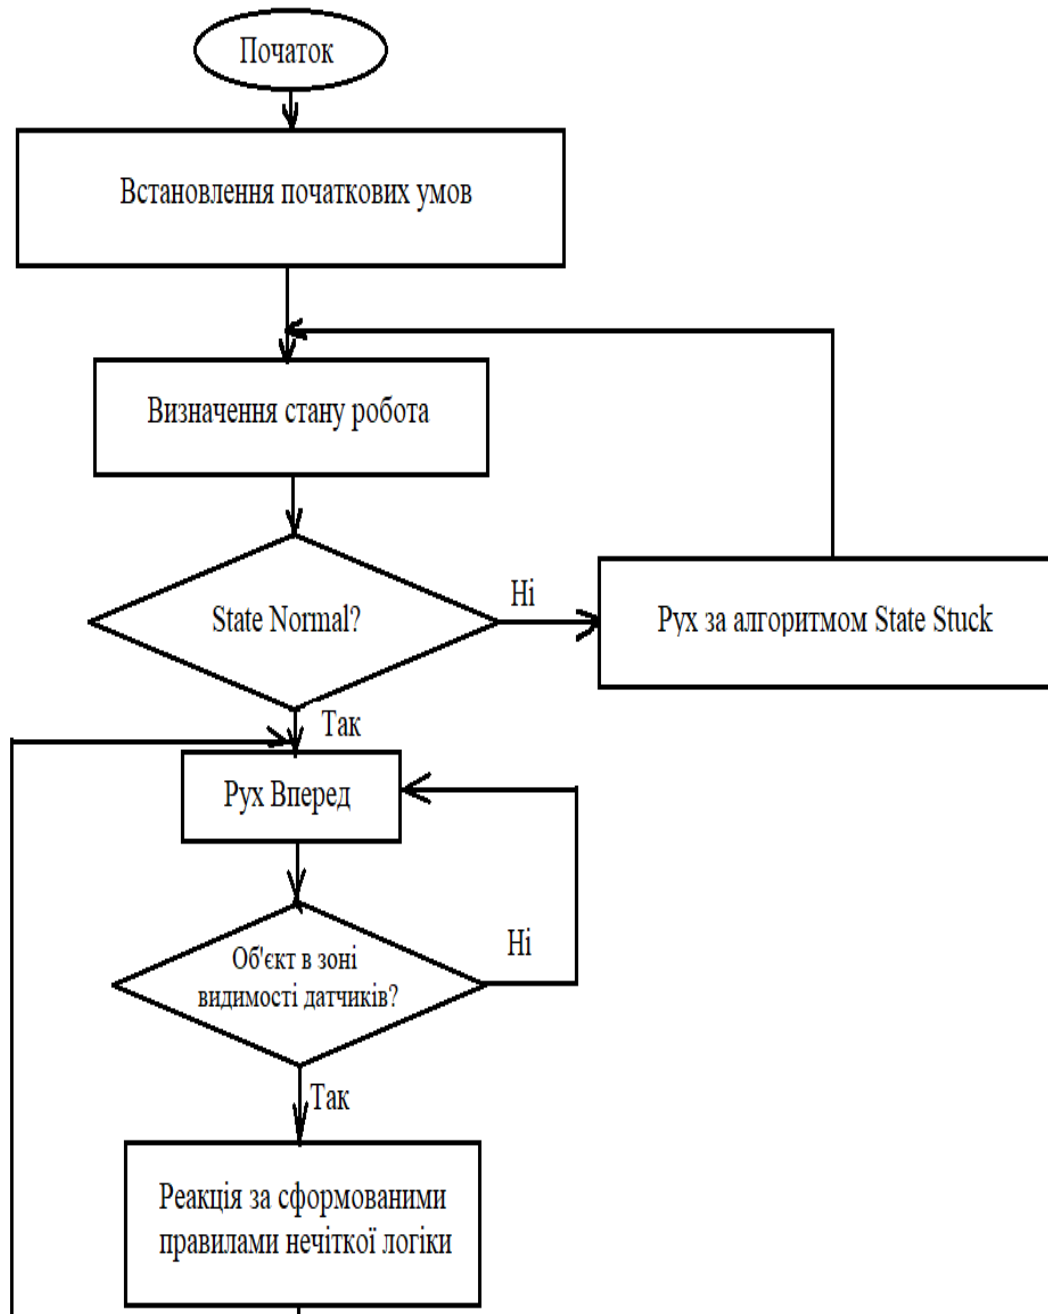 Початок
Встановлення початкових умов
Визначення стану робота
State Normal?
Ні
Рух за алгоритмом State Stuck
Так
Рух Вперед
Об'єкт в зоні
видимості датчиків?
Ні
Так
Реакція за сформованими
правилами нечіткої логіки